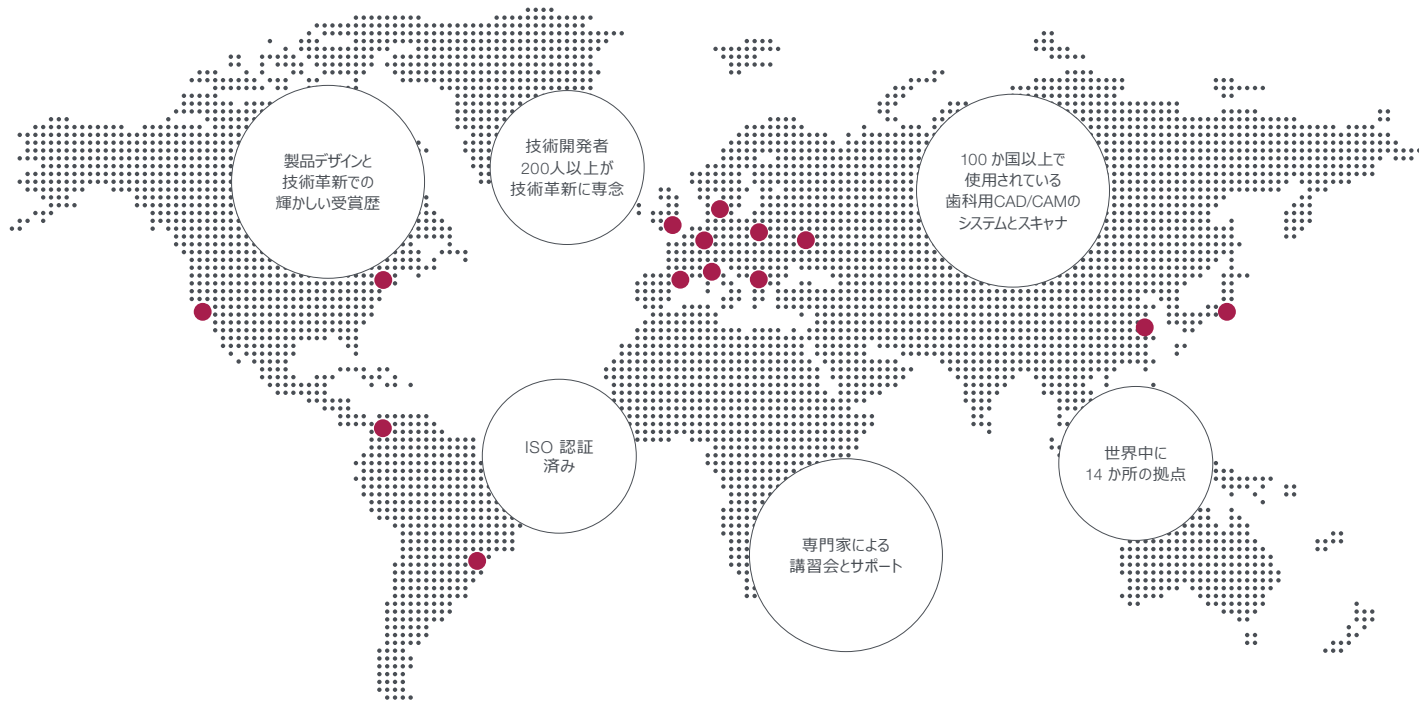 製品デザインと
技術革新での
輝かしい受賞歴
技術開発者
200人以上が
技術革新に専念
100 か国以上で
使用されている
歯科用CAD/CAMの
システムとスキャナ
ISO 認証
済み
専門家による
講習会とサポート
世界中に
14 か所の拠点